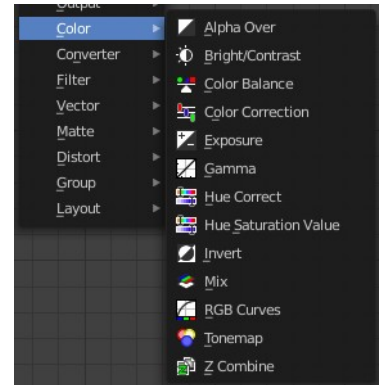 Output
Color
Converter
Filter
Vector
Matte
Distort
Group
Layout
Alpha Over
Bright/Contrast
Color Balance
Color Correction
Exposure
Gamma
Hue Correct
Hue Saturation Value
Invert
Mix
RGB Curves
Tonemap
Z Combine